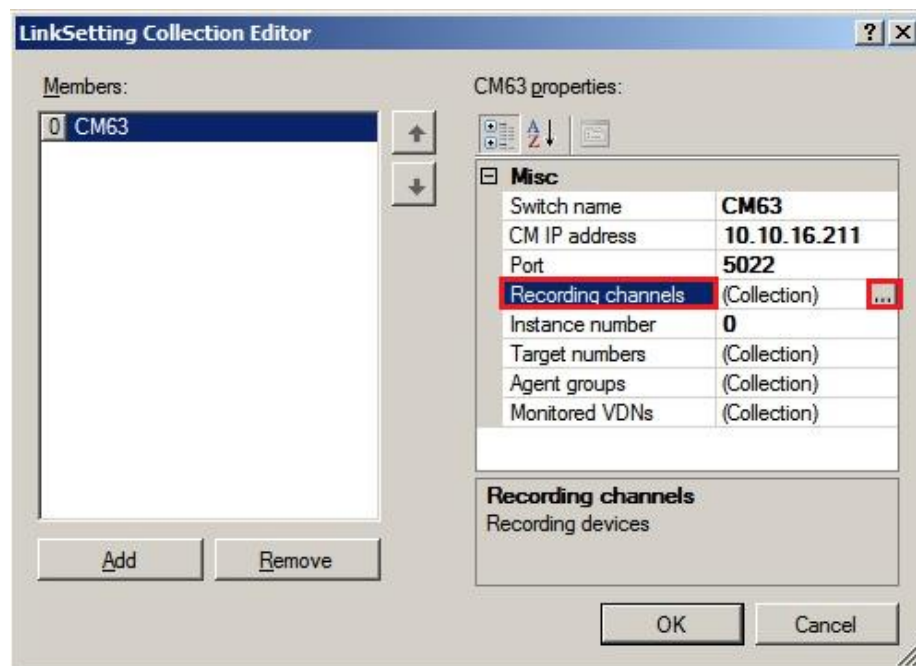 LinkSetting Collection Editor
Members:
0 CM63
Add
Remove
CM63 properties:
A
Z
Misc
Switch name CM63
CM IP address 10.10.16.211
Port 5022
Recording channels (Collection) ...
Instance number 0
Target numbers (Collection)
Agent groups (Collection)
Monitored VDNs (Collection)
Recording channels
Recording devices
OK
Cancel